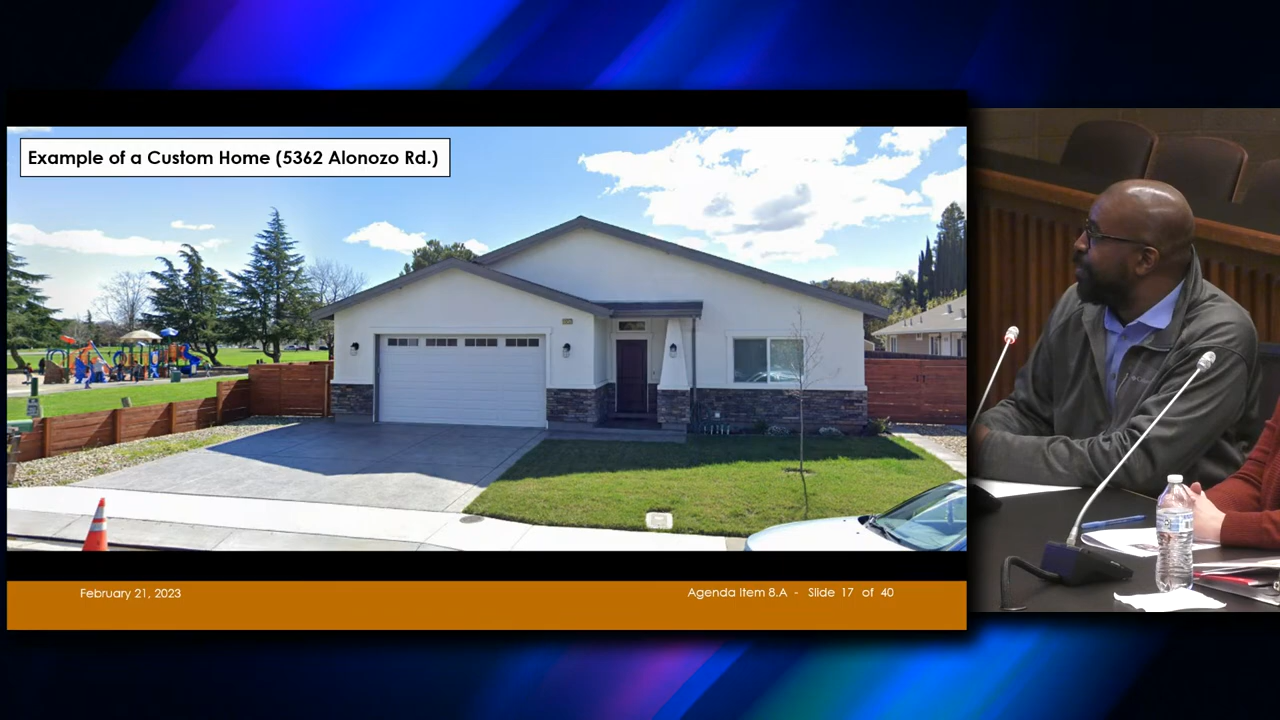 Example of a Custom Home (5362 Alonozo Rd.)
February 21, 2023
Agenda Item 8.A - Slide 17 of 40